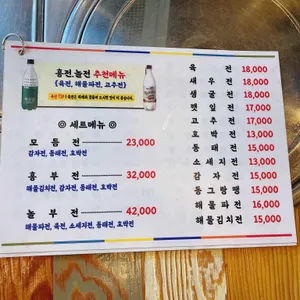 흥전.놀전 추천메뉴
(육전, 해물파전, 고추전)
◎ 세트메뉴 ◎
모듬전 23,000
감자전, 동태전, 호박전
흥부전 32,000
해물김치전, 감자전, 동태전, 호박전
놀부전 42,000
해물파전, 육전, 소세지전, 동태전, 호박전
육전 18,000
새우전 18,000
생굴전 18,000
깻잎전 17,000
고추전 17,000
호박전 13,000
동태전 15,000
소세지전 13,000
감자전 15,000
동그랑땡 15,000
해물파전 16,000
해물김치전 15,000